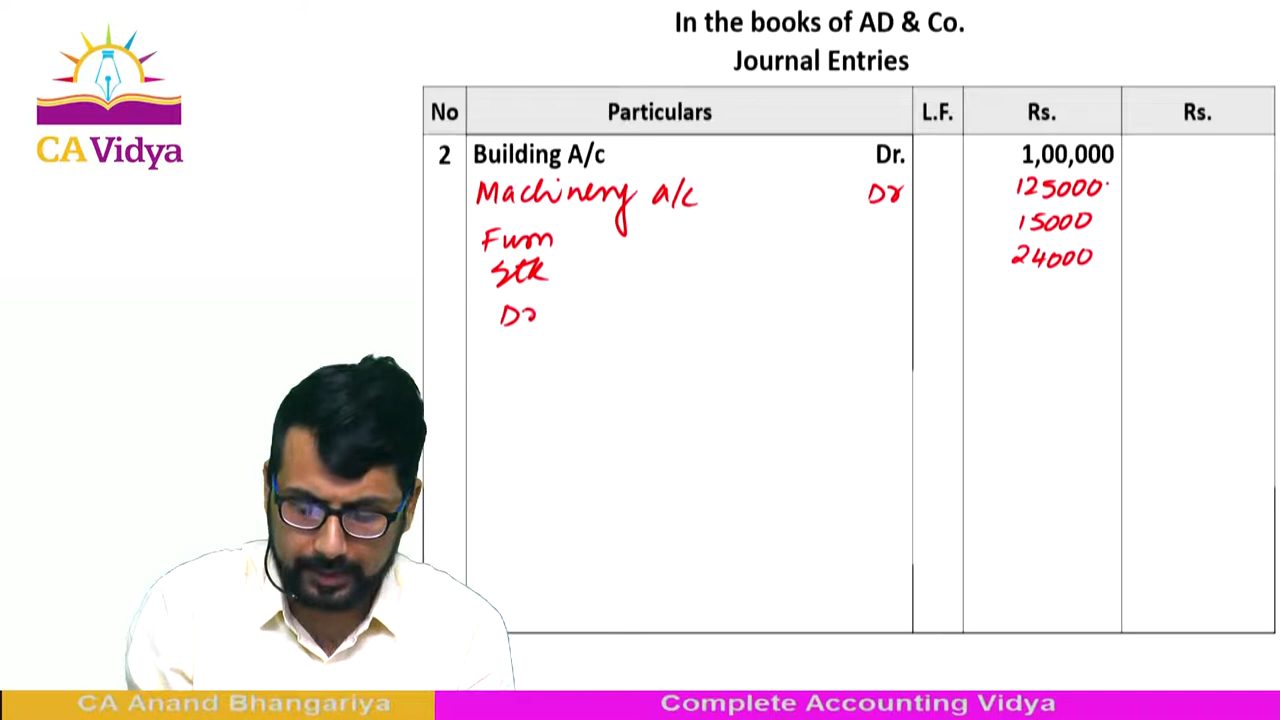 In the books of AD & Co.
Journal Entries
CA Vidya
No Particulars L.F. Rs. Rs.
2 Building A/c Dr. 1,00,000
Machinery a/c Dr 125000
Furn 15000
Stk 24000
Dr
CA Anand Bhangariya Complete Accounting Vidya